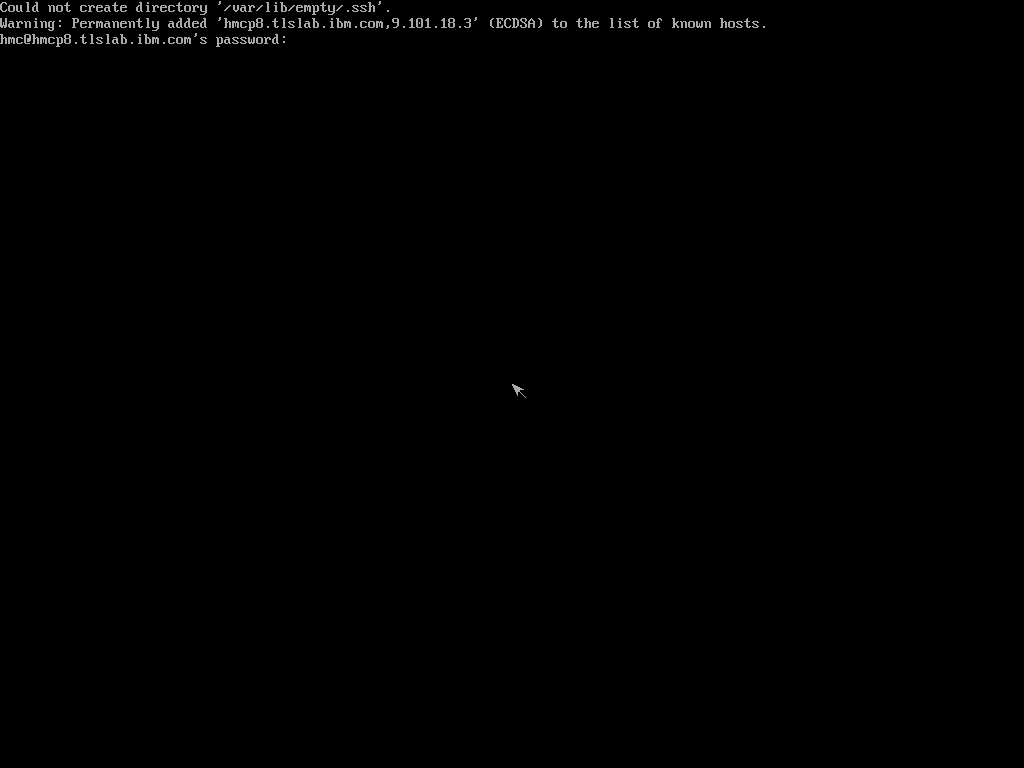 Could not create directory '/var/lib/empty/.ssh'.
Warning: Permanently added 'hmcp8.tlslab.ibm.com,9.101.18.3' (ECDSA) to the list of known hosts.
hmc@hmcp8.tlslab.ibm.com's password: